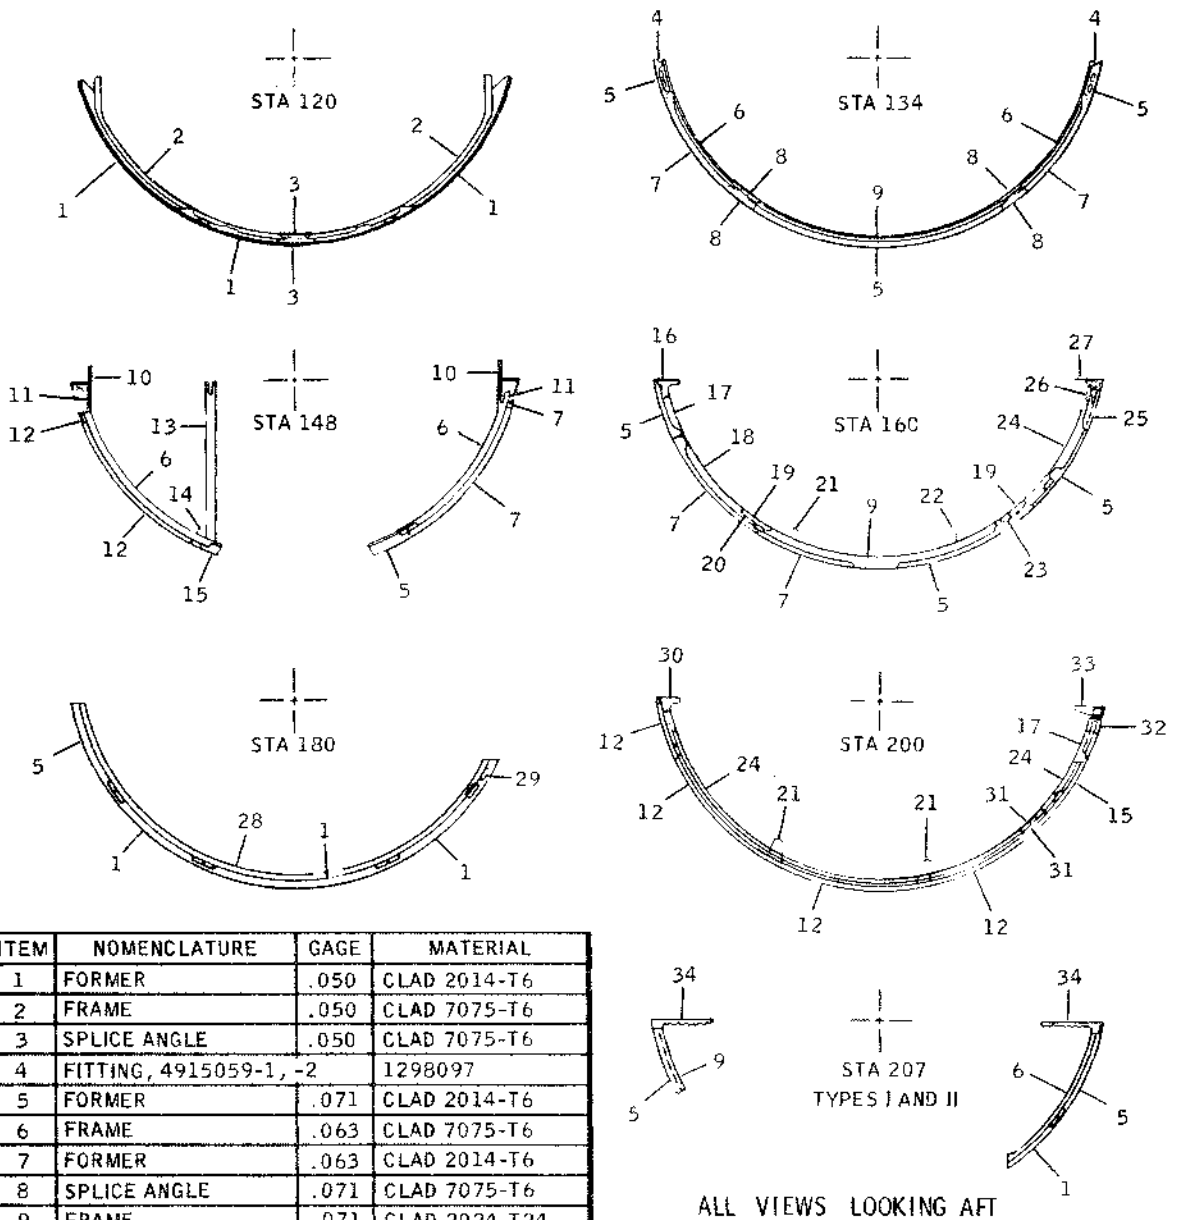 4 4
STA 120 STA 134
5 5
2 2 6 6
8 8
7 7
1 3 1 9
8 8
1 3 5
16 27
10 10
11 11 26
17 25
12 13 STA 148 7 5 STA 160 24
6 6 18
14 19 21 9 22 19 5
7
12 7 20 23
15 5 7 5
30 33
STA 180 STA 200
12 17 32
5 29 24 24
21 21 31 15
28 1 12
1 1 31
12 12
ITEM NOMENCLATURE GAGE MATERIAL
1 FORMER .050 CLAD 2014-T6
2 FRAME .050 CLAD 7075-T6
3 SPLICE ANGLE .050 CLAD 7075-T6
4 FITTING, 4915059-1, -2 1298097
5 FORMER .071 CLAD 2014-T6
6 FRAME .063 CLAD 7075-T6
7 FORMER .063 CLAD 2014-T6
8 SPLICE ANGLE .071 CLAD 7075-T6
9 FRAME .071 CLAD 2024-T24
34 34
9 6
5 STA 207 5
TYPES I AND II
1
ALL VIEWS LOOKING AFT